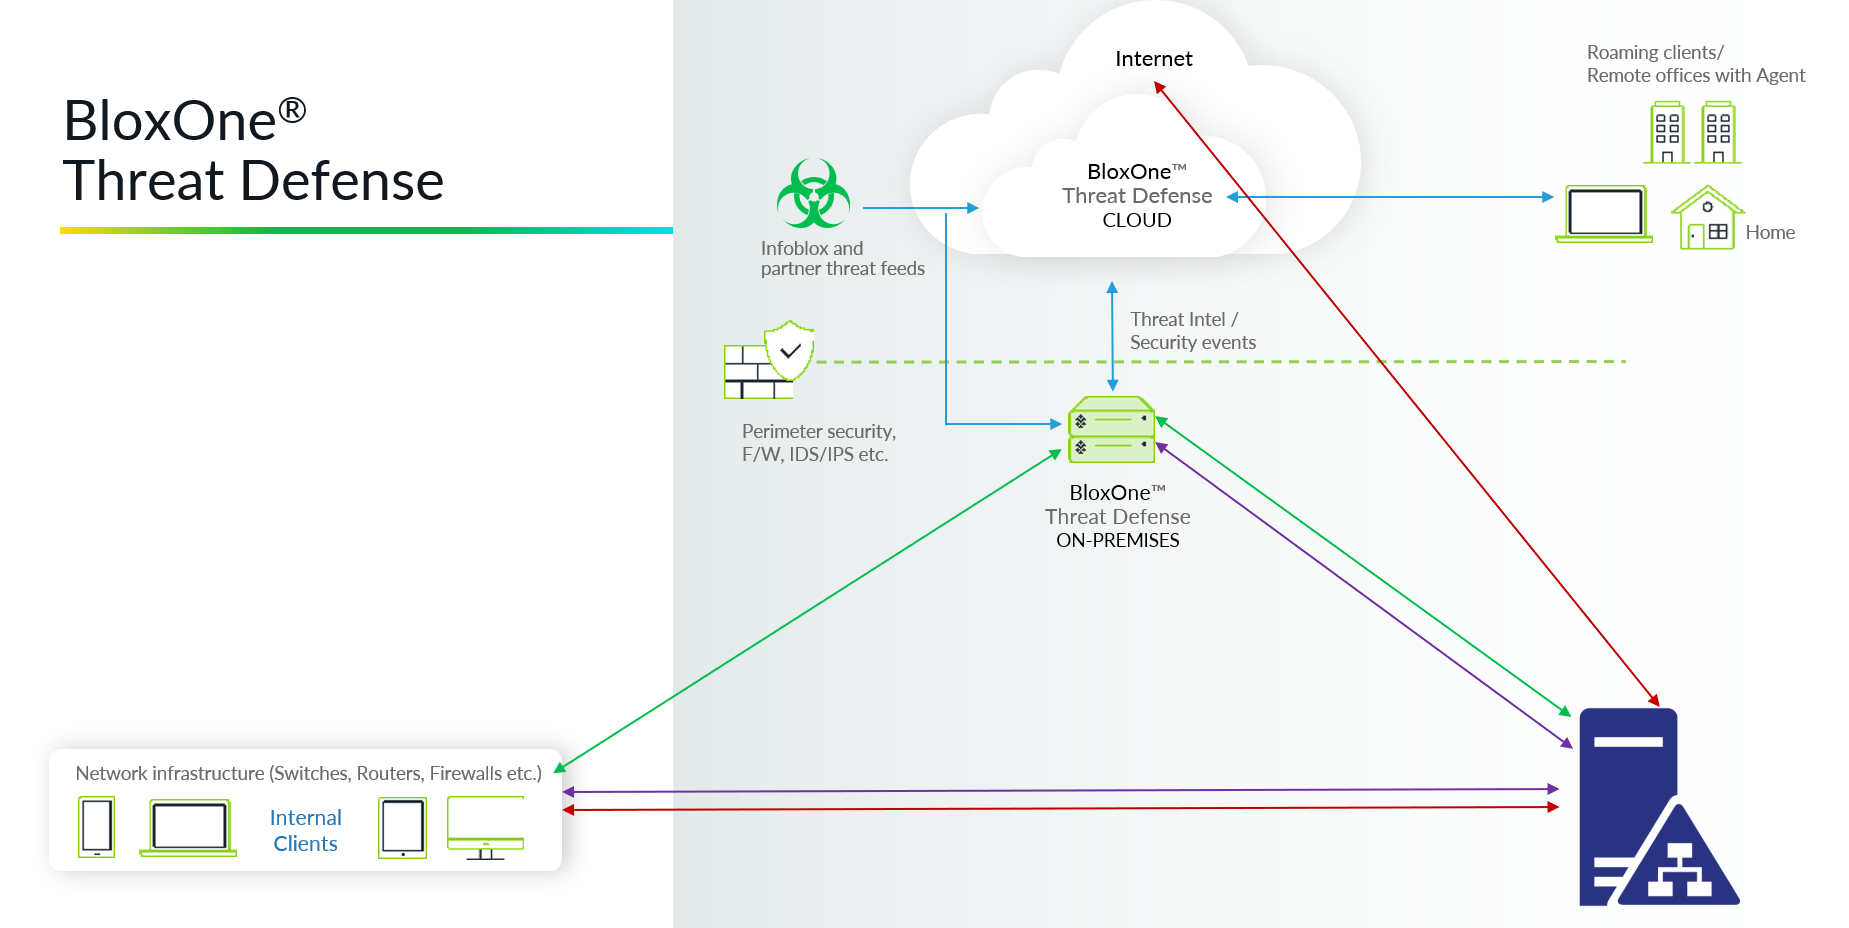 BloxOne®
Threat Defense
Internet
BloxOne™
Threat Defense
CLOUD
Roaming clients/
Remote offices with Agent
Home
Infoblox and
partner threat feeds
Threat Intel /
Security events
Perimeter security,
F/W, IDS/IPS etc.
BloxOne™
Threat Defense
ON-PREMISES
Network infrastructure (Switches, Routers, Firewalls etc.)
Internal
Clients